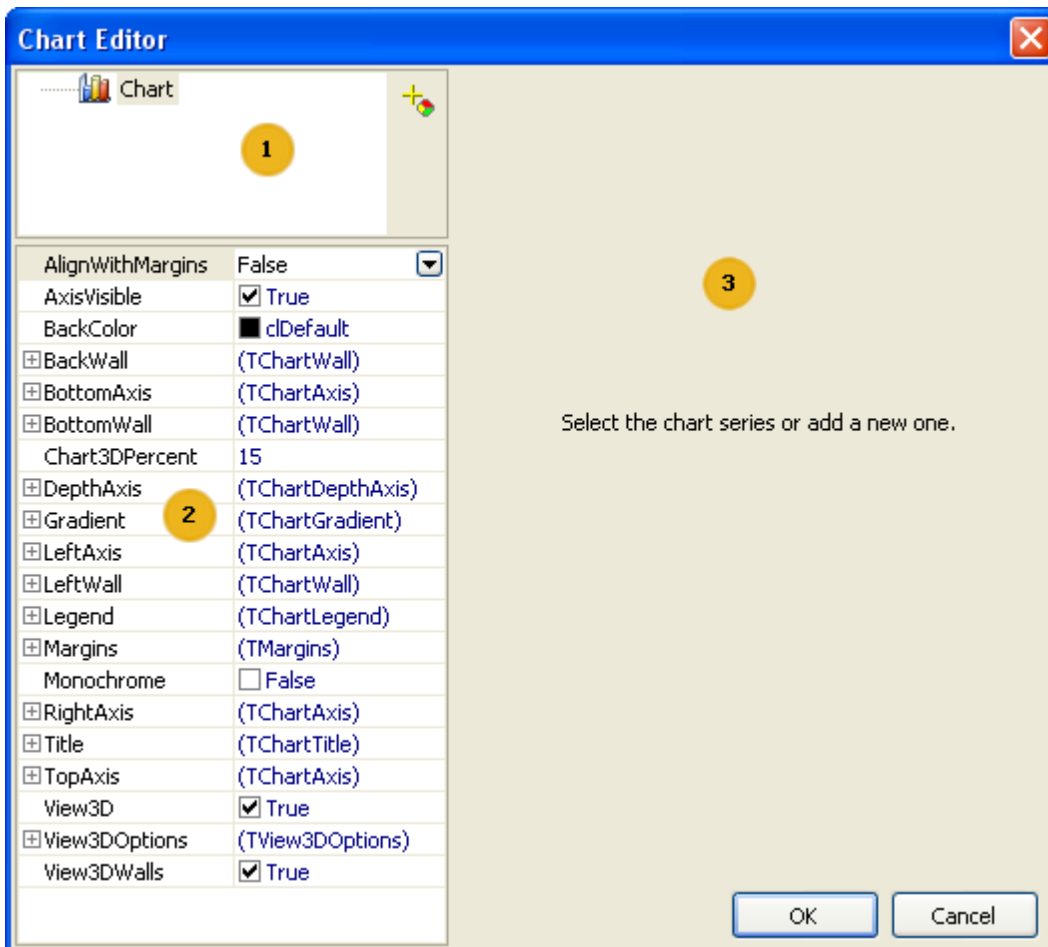 Chart Editor
Chart
1
AlignWithMargins False
AxisVisible True
BackColor clDefault
BackWall (TChartWall)
BottomAxis (TChartAxis)
BottomWall (TChartWall)
Chart3DPercent 15
DepthAxis (TChartDepthAxis)
2
Gradient (TChartGradient)
LeftAxis (TChartAxis)
LeftWall (TChartWall)
Legend (TChartLegend)
Margins (TMargins)
Monochrome False
RightAxis (TChartAxis)
Title (TChartTitle)
TopAxis (TChartAxis)
View3D True
View3DOptions (TView3DOptions)
View3DWalls True
3
Select the chart series or add a new one.
OK Cancel